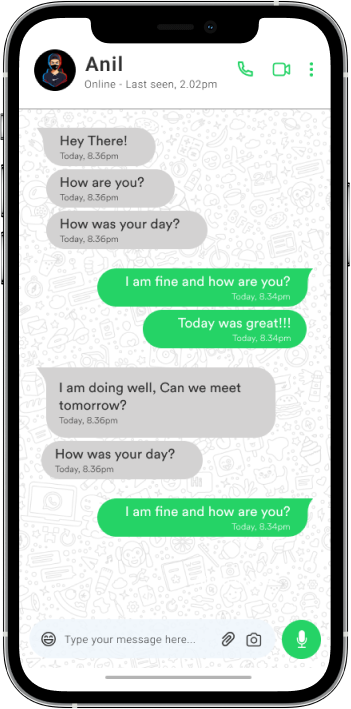 Anil
Online - Last seen, 2.02pm
Hey There!
Today, 8.36pm
How are you?
Today, 8.36pm
How was your day?
Today, 8.36pm
I am fine and how are you?
Today, 8.34pm
Today was great!!!
Today, 8.34pm
I am doing well, Can we meet
tomorrow?
Today, 8.36pm
How was your day?
Today, 8.36pm
I am fine and how are you?
Today, 8.34pm
Type your message here...